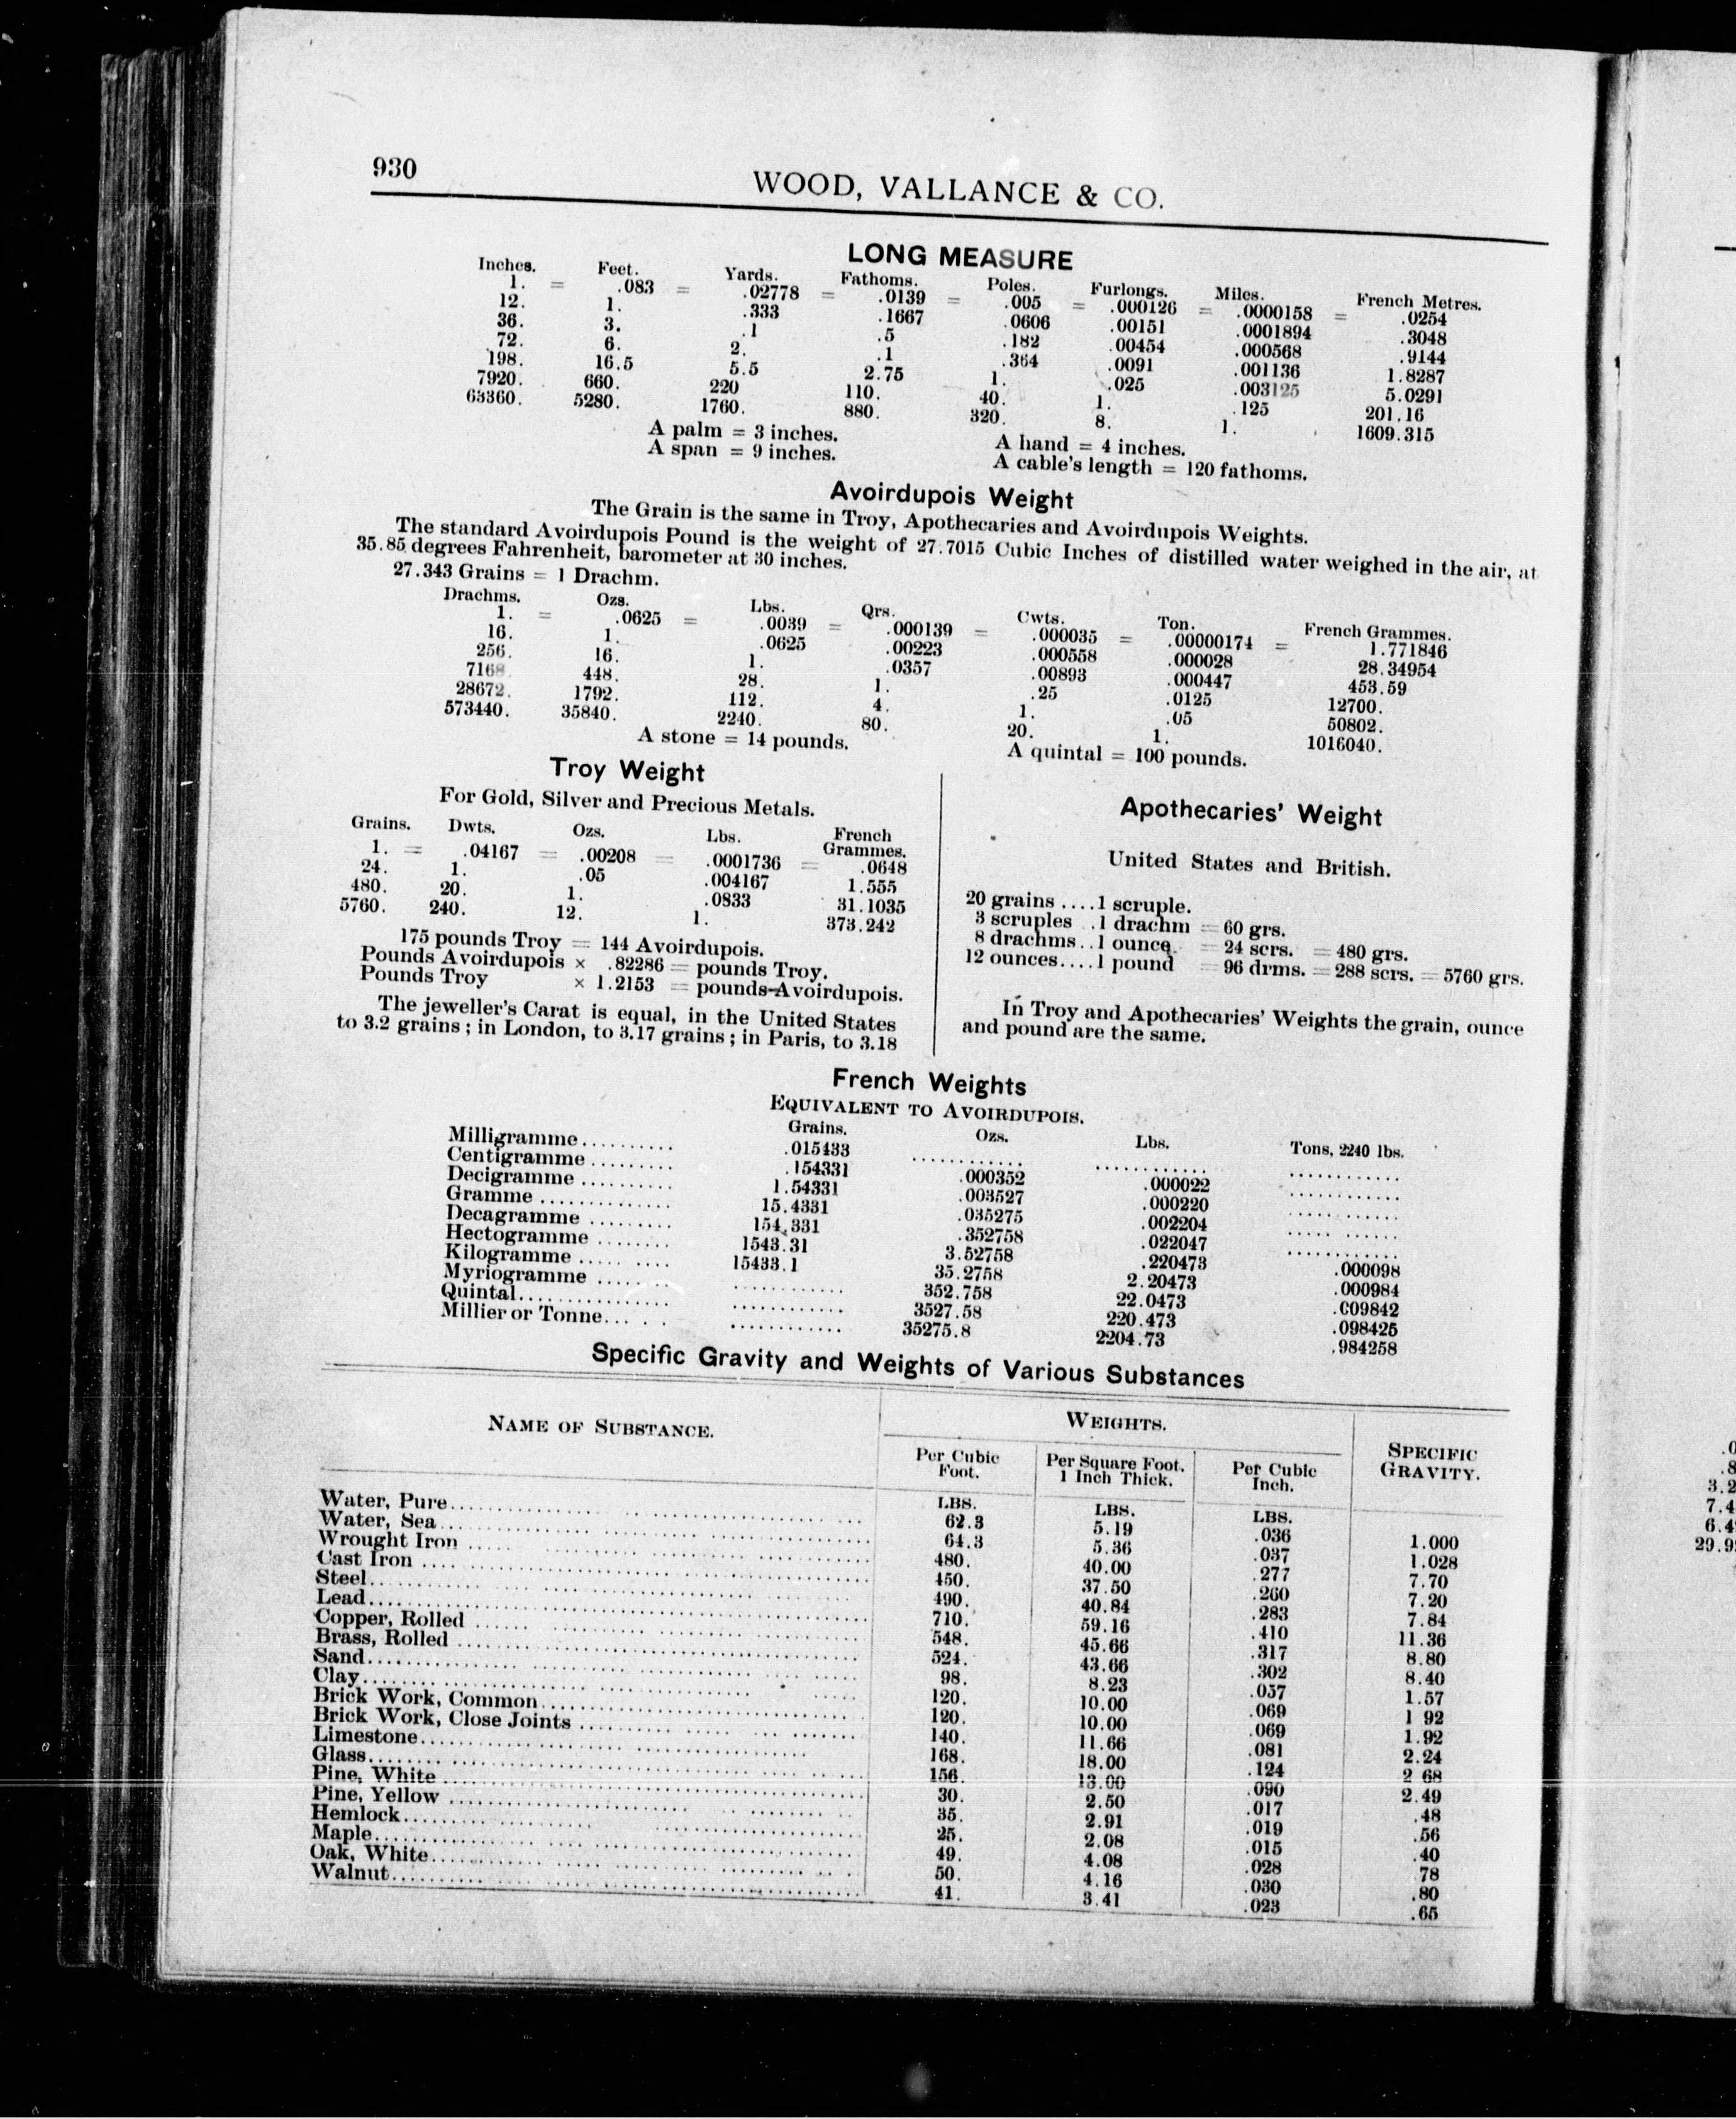 930
WOOD, VALLANCE & CO.
LONG MEASURE
Inches. Feet. Yards. Fathoms. Poles. Furlongs. Miles. French Metres.
1. = .083 = .02778 = .0139 = .005 = .000126 = .0000158 = .0254
12. 1. .333 .1667 .0606 .00151 .0001894 .3048
36. 3. .1 .5 .182 .00454 .000568 .9144
72. 6. 2. .1 .364 .0091 .001136 1.8287
198. 16.5 5.5 2.75 1. .025 .003125 5.0291
7920. 660. 220 110. 40. 1. .125 201.16
63360. 5280. 1760. 880. 320. 8. 1. 1609.315
A palm = 3 inches. A hand = 4 inches.
A span = 9 inches. A cable's length = 120 fathoms.
Avoirdupois Weight
The Grain is the same in Troy, Apothecaries and Avoirdupois Weights.
The standard Avoirdupois Pound is the weight of 27.7015 Cubic Inches of distilled water weighed in the air, at
35.85 degrees Fahrenheit, barometer at 30 inches.
27.343 Grains = 1 Drachm.
Drachms. Ozs. Lbs. Qrs. Cwts. Ton. French Grammes.
1. = .0625 = .0039 = .000139 = .000035 = .00000174 = 1.771846
16. 1. .0625 .00223 .000558 .000028 28.34954
256. 16. 1. .0357 .00893 .000447 453.59
7168 448. 28. 1. .25 .0125 12700.
28672. 1792. 112. 4. 1. .05 50802.
573440. 35840. 2240. 80. 20. 1. 1016040.
A stone = 14 pounds. A quintal = 100 pounds.
Troy Weight
For Gold, Silver and Precious Metals.
Grains. Dwts. Ozs. Lbs. French Grammes.
1. = .04167 = .00208 = .0001736 = .0648
24. 1. .05 .004167 1.555
480. 20. 1. .0833 31.1035
5760. 240. 12. 1. 373.242
175 pounds Troy = 144 Avoirdupois.
Pounds Avoirdupois × .82286 = pounds Troy.
Pounds Troy × 1.2153 = pounds-Avoirdupois.
The jeweller's Carat is equal, in the United States
to 3.2 grains; in London, to 3.17 grains; in Paris, to 3.18
Apothecaries' Weight
United States and British.
20 grains ....1 scruple.
3 scruples .1 drachm = 60 grs.
8 drachms..1 ounce = 24 scrs. = 480 grs.
12 ounces....1 pound = 96 drms. = 288 scrs. = 5760 grs.
In Troy and Apothecaries' Weights the grain, ounce
and pound are the same.
French Weights
EQUIVALENT TO AVOIRDUPOIS.
Grains. Ozs. Lbs. Tons, 2240 lbs.
Milligramme.......... .015433 ............ ............ ............
Centigramme ......... .154331 .000352 .000022 ............
Decigramme .......... 1.54331 .003527 .000220 ............
Gramme ............ 15.4331 .035275 .002204 ............
Decagramme ......... 154.331 .352758 .022047 ............
Hectogramme ........ 1543.31 3.52758 .220473 .000098
Kilogramme ..... .... 15433.1 35.2758 2.20473 .000984
Myriogramme ........ ............ 352.758 22.0473 .009842
Quintal................ ............ 3527.58 220.473 .098425
Millier or Tonne... . . ............ 35275.8 2204.73 .984258
Specific Gravity and Weights of Various Substances
NAME OF SUBSTANCE. WEIGHTS. SPECIFIC GRAVITY.
Per Cubic Foot. Per Square Foot. 1 Inch Thick. Per Cubic Inch.
LBS. LBS. LBS.
Water, Pure 62.3 5.19 .036 1.000
Water, Sea 64.3 5.36 .037 1.028
Wrought Iron 480. 40.00 .277 7.70
Cast Iron 450. 37.50 .260 7.20
Steel 490. 40.84 .283 7.84
Lead 710. 59.16 .410 11.36
Copper, Rolled 548. 45.66 .317 8.80
Brass, Rolled 524. 43.66 .302 8.40
Sand 98. 8.23 .057 1.57
Clay 120. 10.00 .069 1 92
Brick Work, Common 120. 10.00 .069 1.92
Brick Work, Close Joints 140. 11.66 .081 2.24
Limestone 168. 18.00 .124 2 68
Glass 156. 13.00 .090 2.49
Pine, White 30. 2.50 .017 .48
Pine, Yellow 35. 2.91 .019 .56
Hemlock 25. 2.08 .015 .40
Maple 49. 4.08 .028 78
Oak, White 50. 4.16 .030 .80
Walnut 41. 3.41 .023 .65